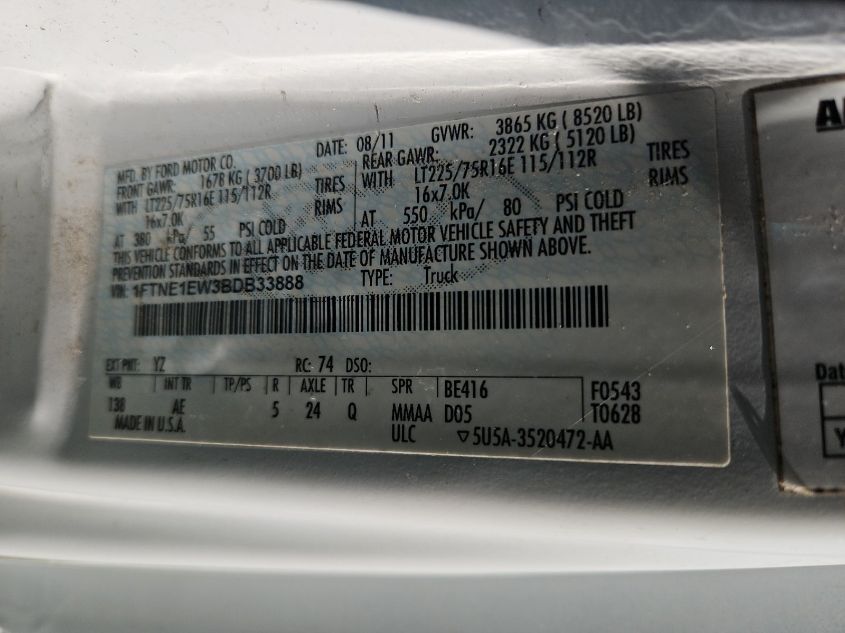 MFD. BY FORD MOTOR CO.
DATE: 08/11 GVWR: 3865 KG ( 8520 LB)
FRONT GAWR: 1678 KG ( 3700 LB)
REAR GAWR: 2322 KG ( 5120 LB)
WITH LT225/75R16E 115/112R TIRES
WITH LT225/75R16E 115/112R TIRES
16x7.0K RIMS
16x7.0K RIMS
AT 380 kPa/ 55 PSI COLD
AT 550 kPa/ 80 PSI COLD
THIS VEHICLE CONFORMS TO ALL APPLICABLE FEDERAL MOTOR VEHICLE SAFETY AND THEFT
PREVENTION STANDARDS IN EFFECT ON THE DATE OF MANUFACTURE SHOWN ABOVE.
VIN: 1FTNE1EW3BDB33888 TYPE: Truck
EXT PNT: YZ RC: 74 DSO:
WB INT TR TP/PS R AXLE TR SPR BE416 F0543
138 AE 5 24 Q MMAA D05 T0628
MADE IN U.S.A. ULC ▽5U5A-3520472-AA
Dat
Y